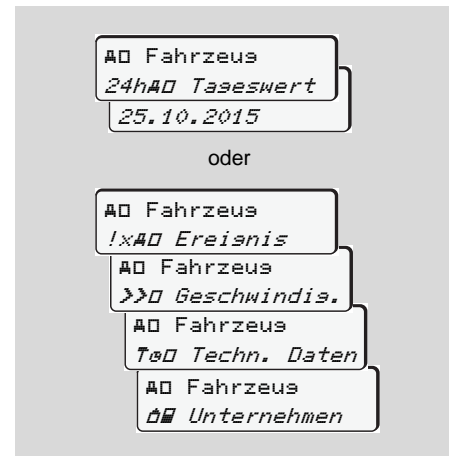 Fahrzeug
24h Tageswert
25.10.2015
oder
Fahrzeug
!x Ereignis
Fahrzeug
>> Geschwindig.
Fahrzeug
Techn. Daten
Fahrzeug
Unternehmen